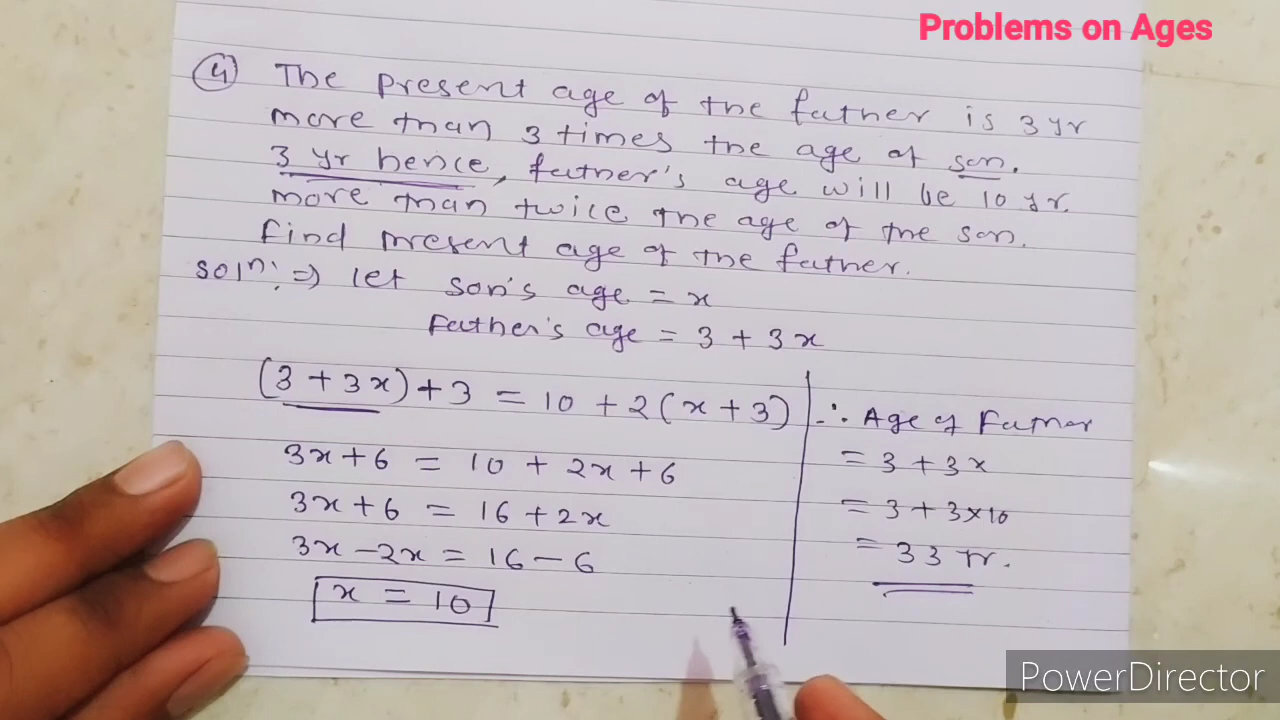 Problems on Ages
(4) The present age of the father is 3 yr
more than 3 times the age of son.
3 yr hence, father's age will be 10 yr.
more than twice the age of the son.
Find present age of the father.
Soln: ⇒ let son's age = x
Father's age = 3 + 3x
(3 + 3x) + 3 = 10 + 2(x + 3)
3x + 6 = 10 + 2x + 6
3x + 6 = 16 + 2x
3x - 2x = 16 - 6
x = 10
∴ Age of Father
= 3 + 3x
= 3 + 3×10
= 33 Yr.
PowerDirector